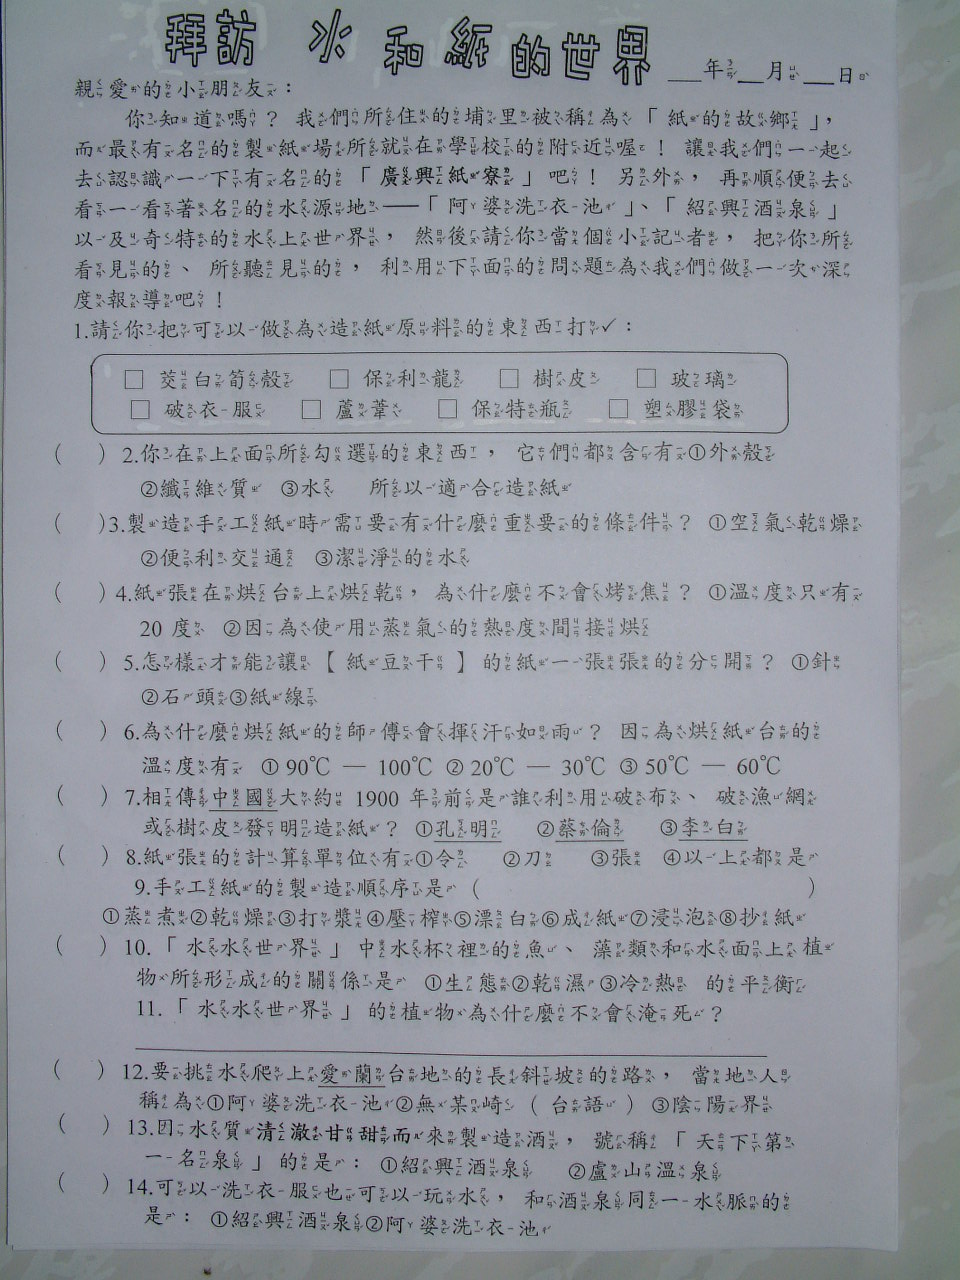 拜訪 水 和紙的世界
___年__月___日
親愛的小朋友：
你知道嗎？我們所住的埔里被稱為「紙的故鄉」，
而最有名的製紙場所就在學校的附近喔！讓我們一起
去認識一下有名的「廣興紙寮」吧！另外，再順便去
看一看著名的水源地——「阿婆洗衣池」、「紹興酒泉」
以及奇特的水上世界，然後請你當個小記者，把你所
看見的、所聽見的，利用下面的問題為我們做一次深
度報導吧！
1.請你把可以做為造紙原料的東西打✓：
□ 茭白筍殼 □ 保利龍 □ 樹皮 □ 玻璃
□ 破衣服 □ 蘆葦 □ 保特瓶 □ 塑膠袋
（ ）2.你在上面所勾選的東西，它們都含有①外殼
②纖維質 ③水 所以適合造紙
（ ）3.製造手工紙時需要有什麼重要的條件？ ①空氣乾燥
②便利交通 ③潔淨的水
（ ）4.紙張在烘台上烘乾，為什麼不會烤焦？ ①溫度只有
20 度 ②因為使用蒸氣的熱度間接烘
（ ）5.怎樣才能讓【紙豆干】的紙一張張的分開？ ①針
②石頭③紙線
（ ）6.為什麼烘紙的師傅會揮汗如雨？ 因為烘紙台的
溫度有 ①90℃ — 100℃ ②20℃ — 30℃ ③50℃ — 60℃
（ ）7.相傳中國大約 1900 年前是誰利用破布、破漁網
或樹皮發明造紙？ ①孔明 ②蔡倫 ③李白
（ ）8.紙張的計算單位有①令 ②刀 ③張 ④以上都是
9.手工紙的製造順序是（ ）
①蒸煮②乾燥③打漿④壓榨⑤漂白⑥成紙⑦浸泡⑧抄紙
（ ）10.「水水世界」中水杯裡的魚、藻類和水面上植
物所形成的關係是 ①生態②乾濕③冷熱 的平衡
11.「水水世界」的植物為什麼不會淹死？
（ ）12.要挑水爬上愛蘭台地的長斜坡的路，當地人
稱為①阿婆洗衣池②無某崎（台語）③陰陽界
（ ）13.因水質清澈甘甜而來製造酒，號稱「天下第
一名泉」的是： ①紹興酒泉 ②盧山溫泉
（ ）14.可以洗衣服也可以玩水，和酒泉同一水脈的
是： ①紹興酒泉②阿婆洗衣池